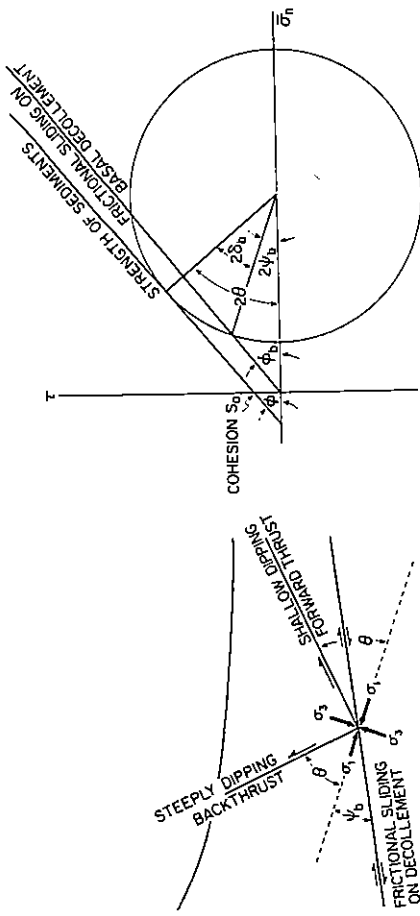 STEEPLY DIPPING
BACKTHRUST
SHALLOW DIPPING
FORWARD THRUST
θ
θ
ψb
σ1
σ3
σ1
σ3
FRICTIONAL SLIDING
ON DECOLLEMENT
τ
σ̄n
STRENGTH OF SEDIMENTS
FRICTIONAL SLIDING ON
BASAL DECOLLEMENT
COHESION S0
φ
φb
2θ
2δb
2ψb